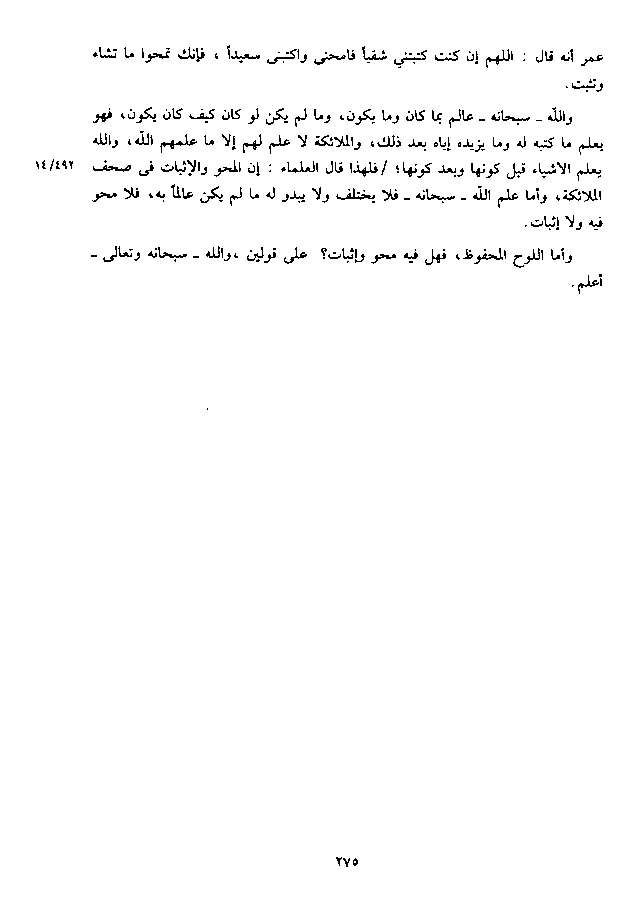 عمر أنه قال : اللهم إن كنت كتبتني شقياً فامحنى واكتبنى سعيداً ، فإنك تمحوا ما تشاء
وتثبت.
والله ـ سبحانه ـ عالم بما كان وما يكون، وما لم يكن لو كان كيف كان يكون، فهو
يعلم ما كتبه له وما يزيده إياه بعد ذلك، والملائكة لا علم لهم إلا ما علمهم الله، والله
يعلم الأشياء قبل كونها وبعد كونها؛ /فلهذا قال العلماء : إن المحو والإثبات فى صحف ١٤/٤٩٢
الملائكة، وأما علم الله ـ سبحانه ـ فلا يختلف ولا يبدو له ما لم يكن عالماً به، فلا محو
فيه ولا إثبات.
وأما اللوح المحفوظ، فهل فيه محو وإثبات؟ على قولين ،والله ـ سبحانه وتعالى ـ
أعلم.
٢٧٥